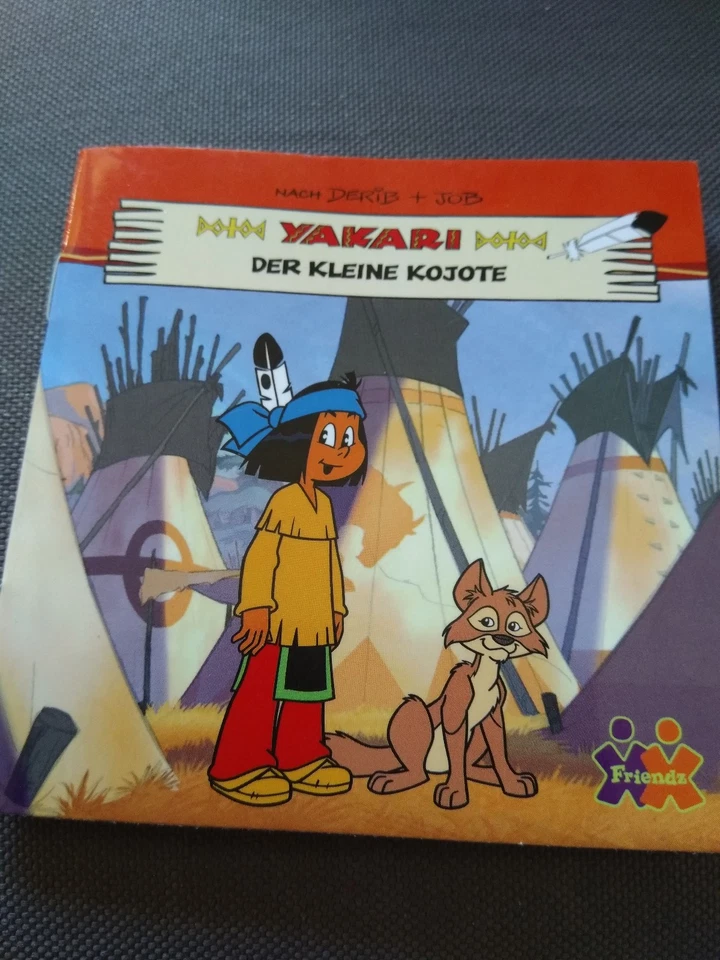 NACH DERIB + JOB
YAKARI
DER KLEINE KOJOTE
Friendz